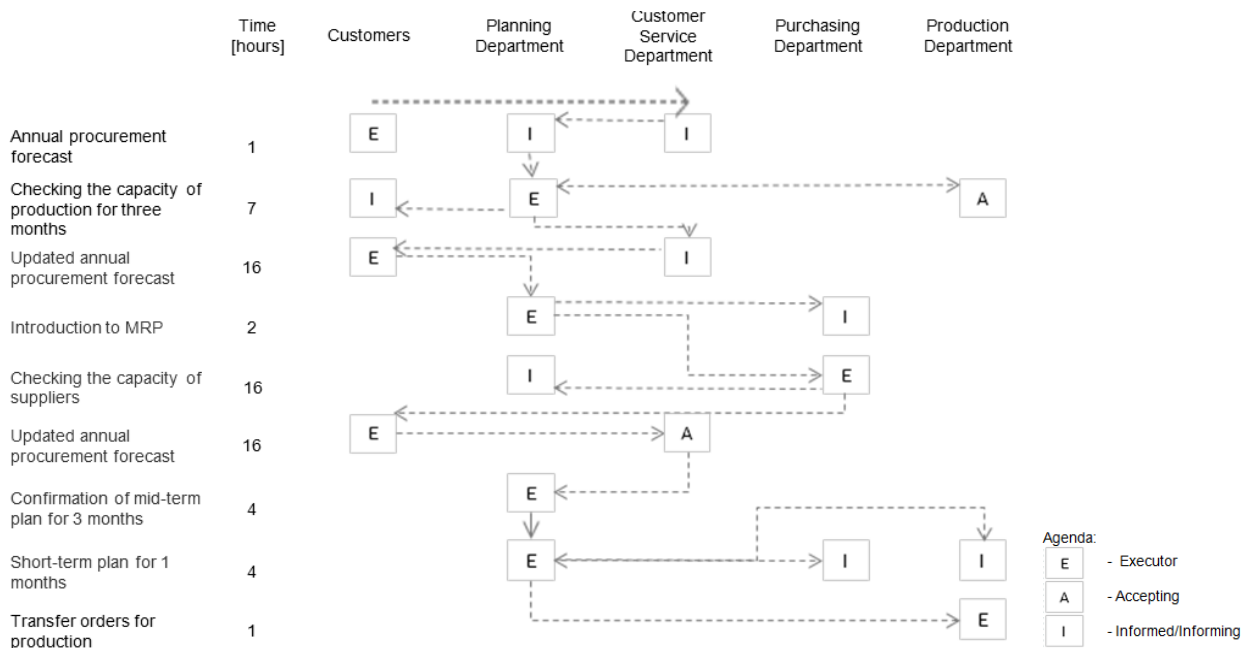 Time
[hours]
Customers
Planning
Department
Customer
Service
Department
Purchasing
Department
Production
Department
Annual procurement
forecast
1
E
I
I
Checking the capacity of
production for three
months
7
I
E
A
Updated annual
procurement forecast
16
E
I
Introduction to MRP
2
E
I
Checking the capacity of
suppliers
16
I
E
Updated annual
procurement forecast
16
E
A
Confirmation of mid-term
plan for 3 months
4
E
Short-term plan for 1
months
4
E
I
I
Transfer orders for
production
1
E
Agenda:
E - Executor
A - Accepting
I - Informed/Informing